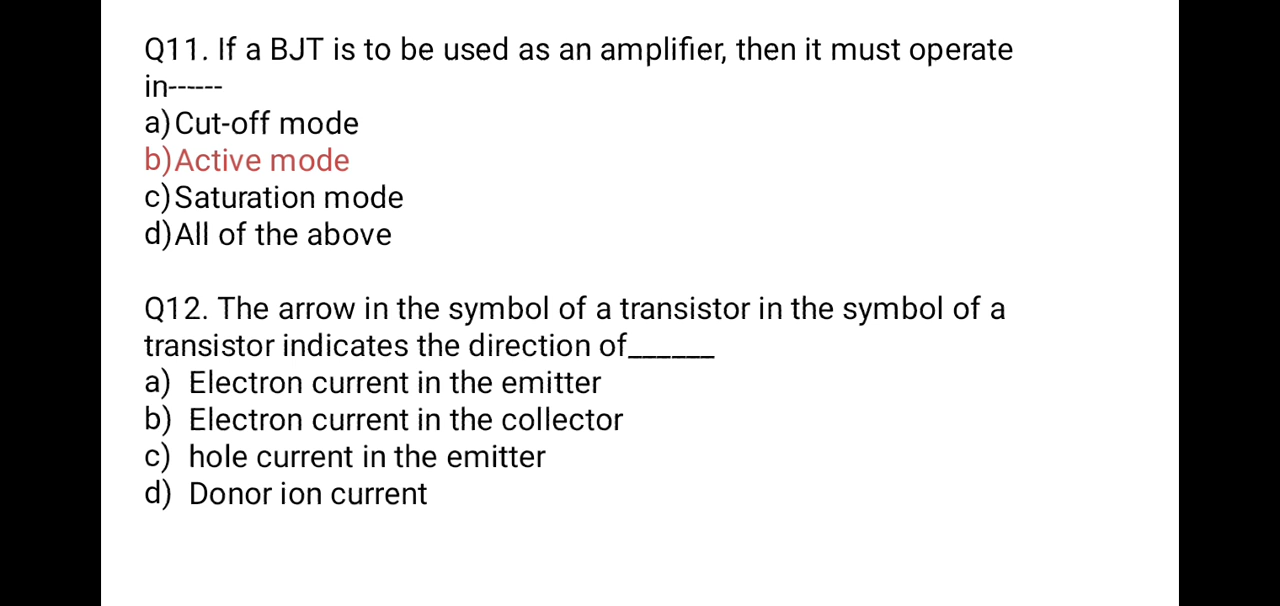 Q11. If a BJT is to be used as an amplifier, then it must operate
in------
a)Cut-off mode
b)Active mode
c)Saturation mode
d)All of the above
Q12. The arrow in the symbol of a transistor in the symbol of a
transistor indicates the direction of______
a) Electron current in the emitter
b) Electron current in the collector
c) hole current in the emitter
d) Donor ion current